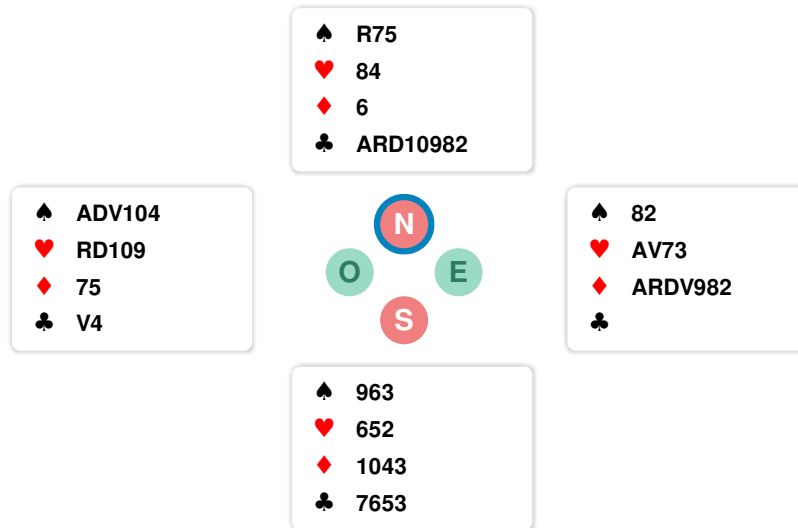 ♠ R75
♥ 84
♦ 6
♣ ARD10982
♠ ADV104
♥ RD109
♦ 75
♣ V4
N
O E
S
♠ 82
♥ AV73
♦ ARDV982
♣
♠ 963
♥ 652
♦ 1043
♣ 7653